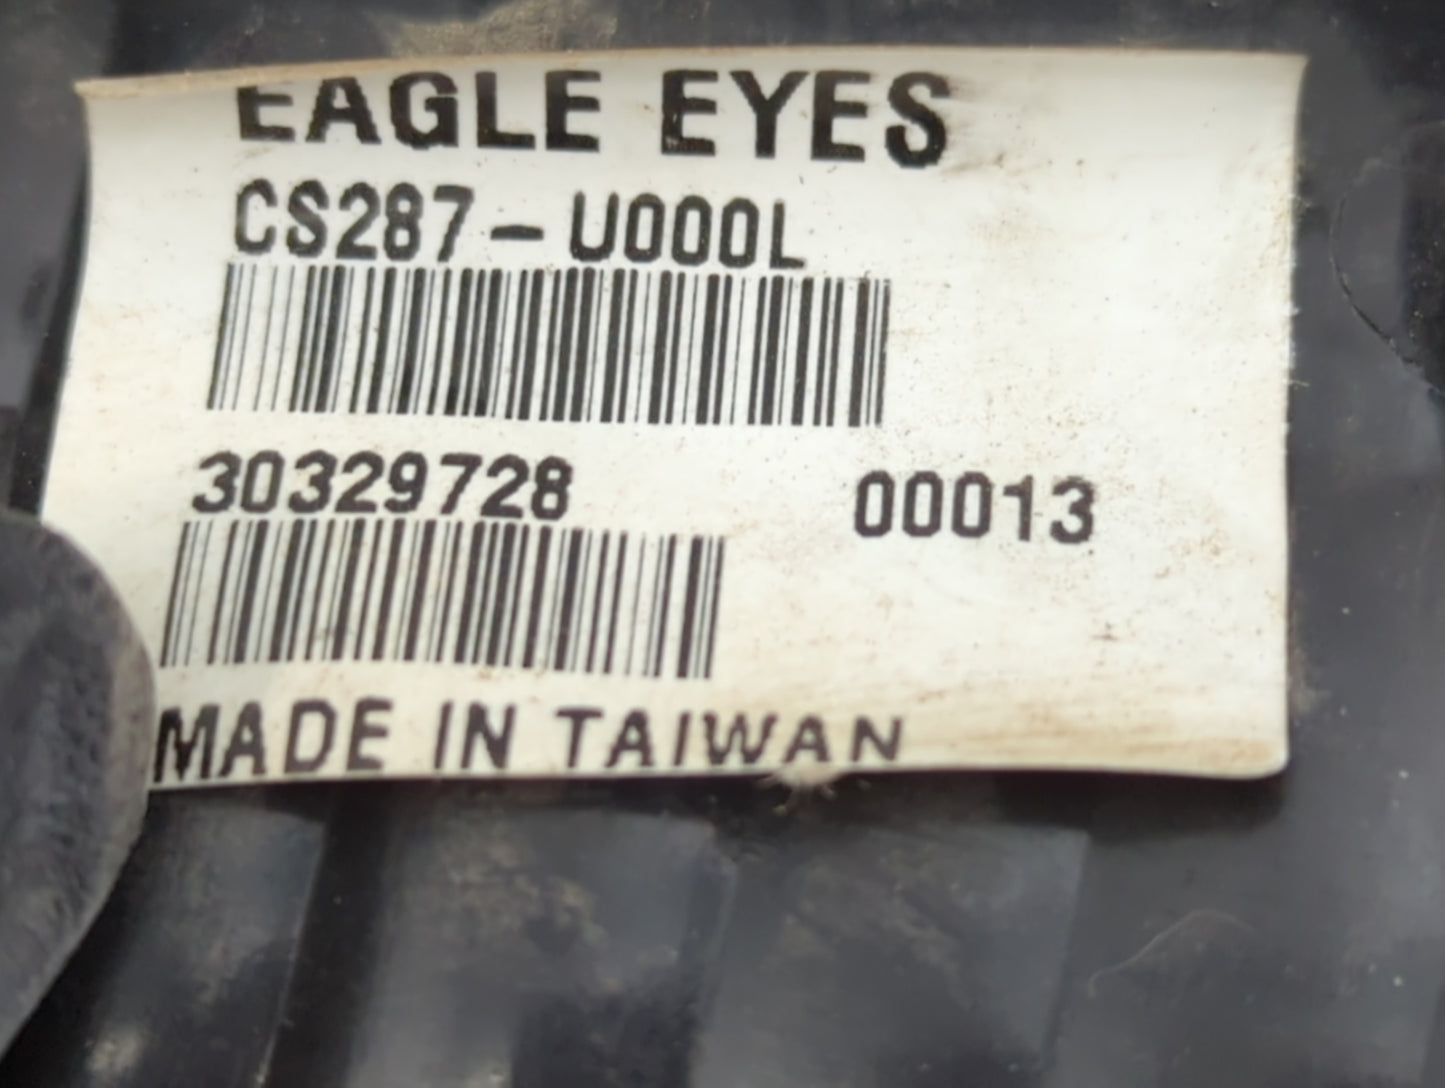 EAGLE EYES
CS287-U000L
30329728 00013
MADE IN TAIWAN